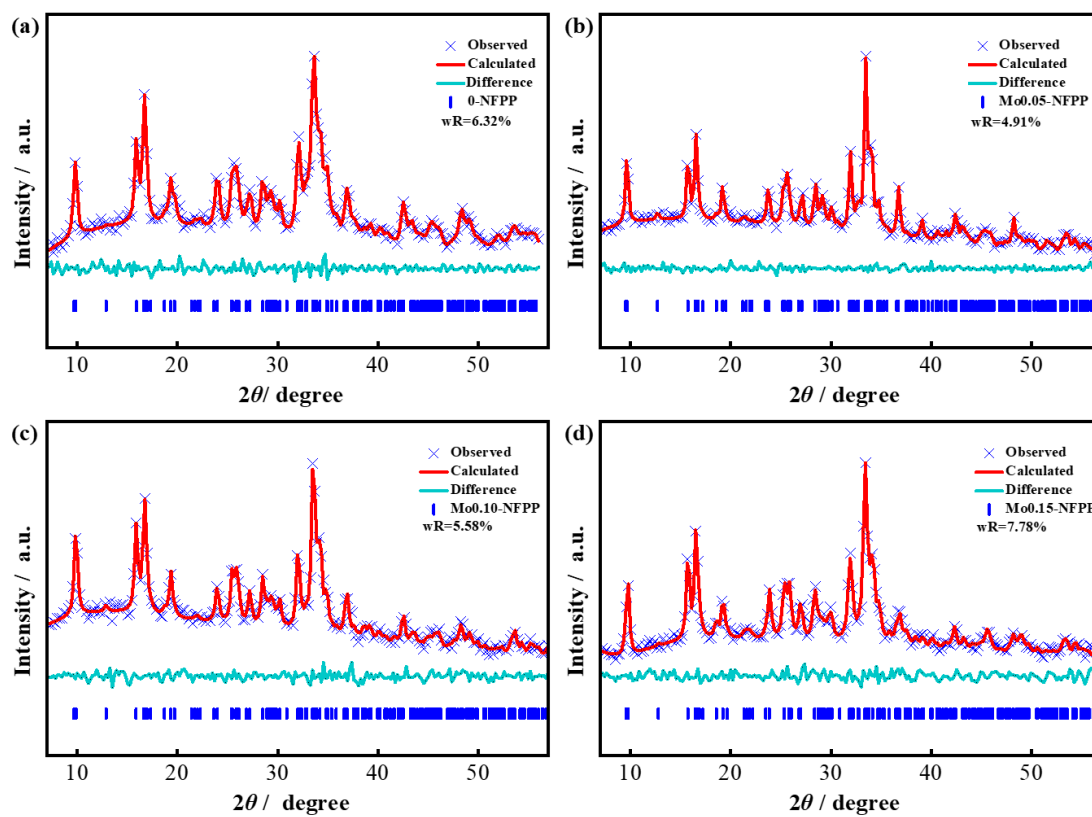 (a)
Observed
Calculated
Difference
0-NFPP
wR=6.32%
Intensity / a.u.
10 20 30 40 50
2θ/ degree
(b)
Observed
Calculated
Difference
Mo0.05-NFPP
wR=4.91%
Intensity / a.u.
10 20 30 40 50
2θ / degree
(c)
Observed
Calculated
Difference
Mo0.10-NFPP
wR=5.58%
Intensity / a.u.
10 20 30 40 50
2θ / degree
(d)
Observed
Calculated
Difference
Mo0.15-NFPP
wR=7.78%
Intensity / a.u.
10 20 30 40 50
2θ / degree